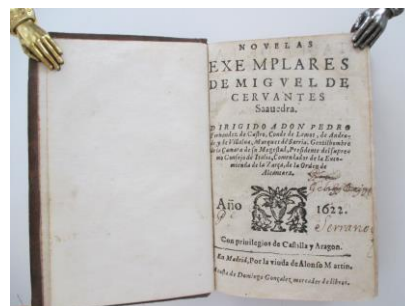 NOVELAS
EXEMPLARES
DE MIGVEL DE
CERVANTES
Saauedra.
DIRIGIDO A DON PEDRO
Fernandez de Castro, Conde de Lemos, de Andra-
de, y de Villalua, Marques de Sarria, Gentilhombre
de la Camara de su Magestad, Presidente del supre-
mo Consejo de Italia, Comendador de la Enco-
mienda de la Zarça, de la Orden de
Alcantara.
Año 1622.
Serrano
Con priuilegios de Castilla y Aragon.
En Madrid, Por la viuda de Alonso Martin.
Acosta de Domingo Gonçalez mercader de libros.